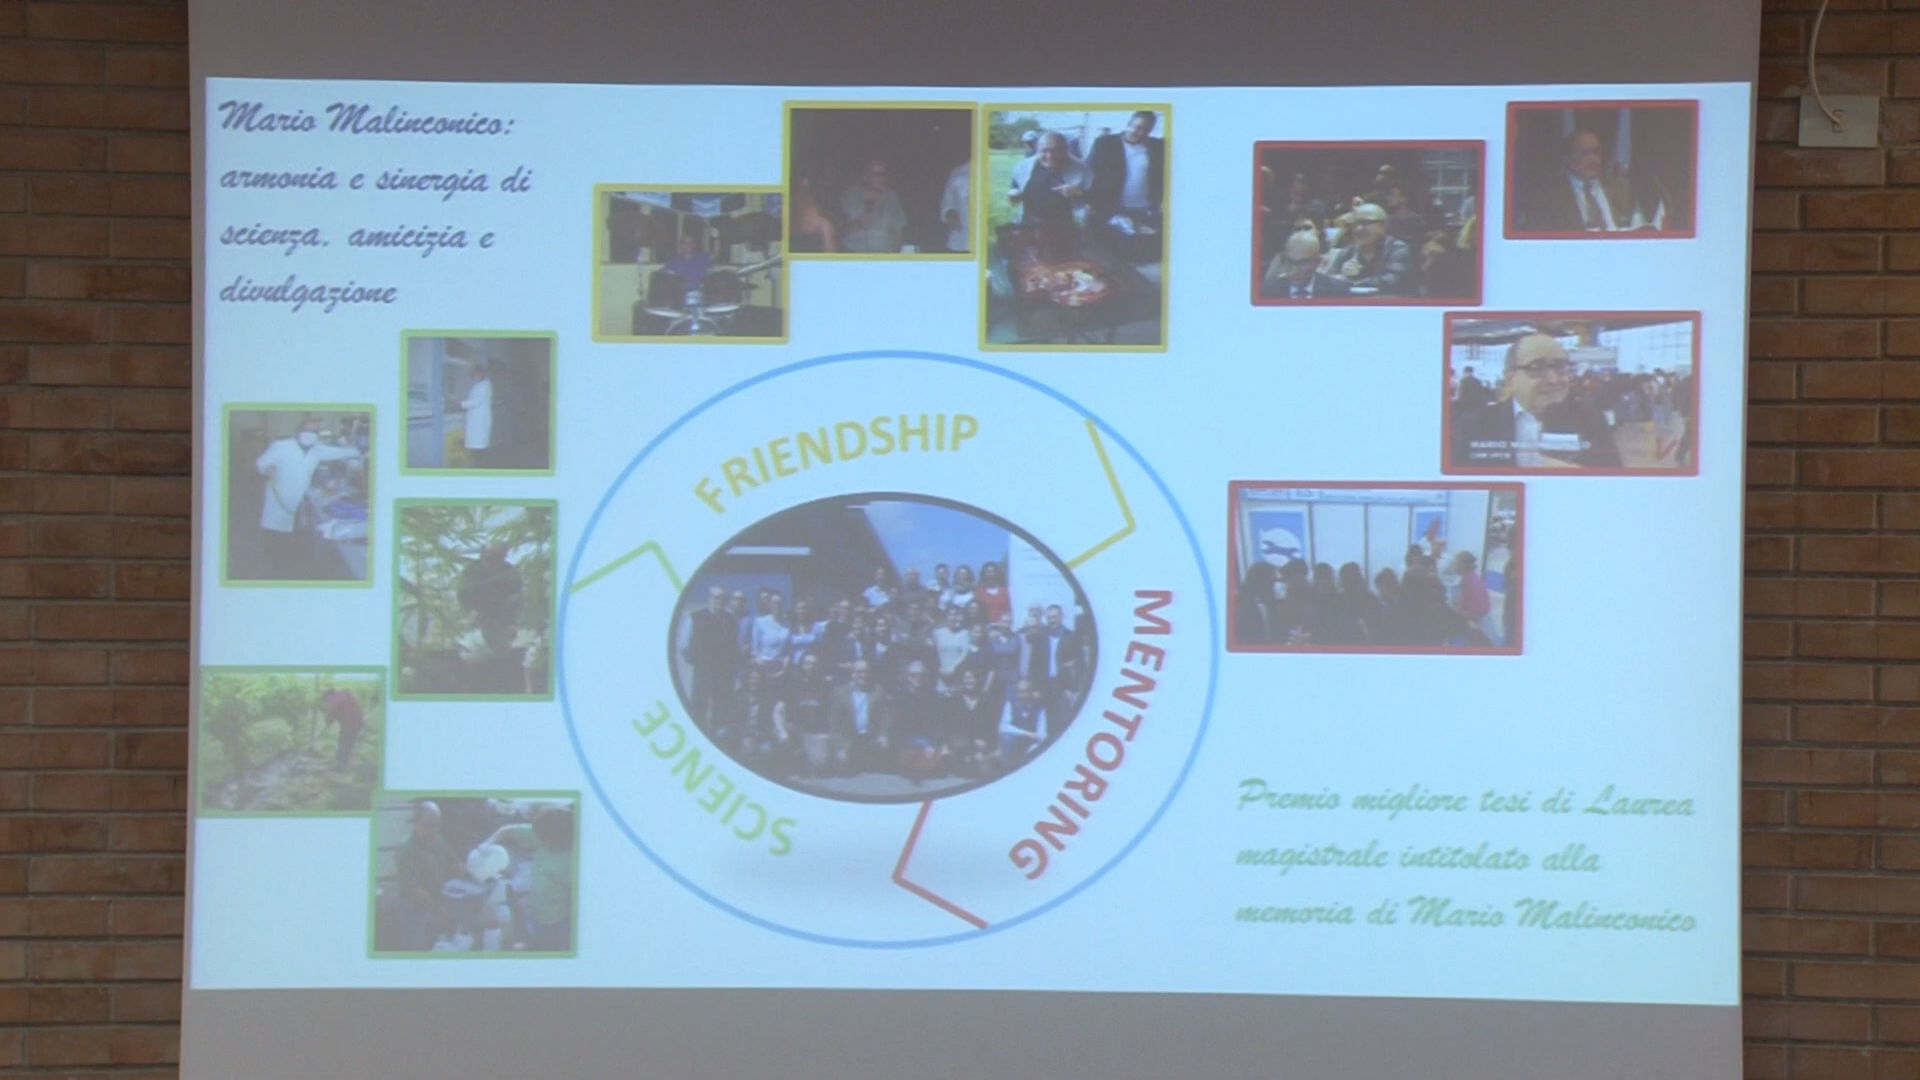 Mario Malinconico:
armonia e sinergia di
scienza, amicizia e
divulgazione
FRIENDSHIP
MENTORING
SCIENCE
Premio migliore tesi di Laurea
magistrale intitolato alla
memoria di Mario Malinconico